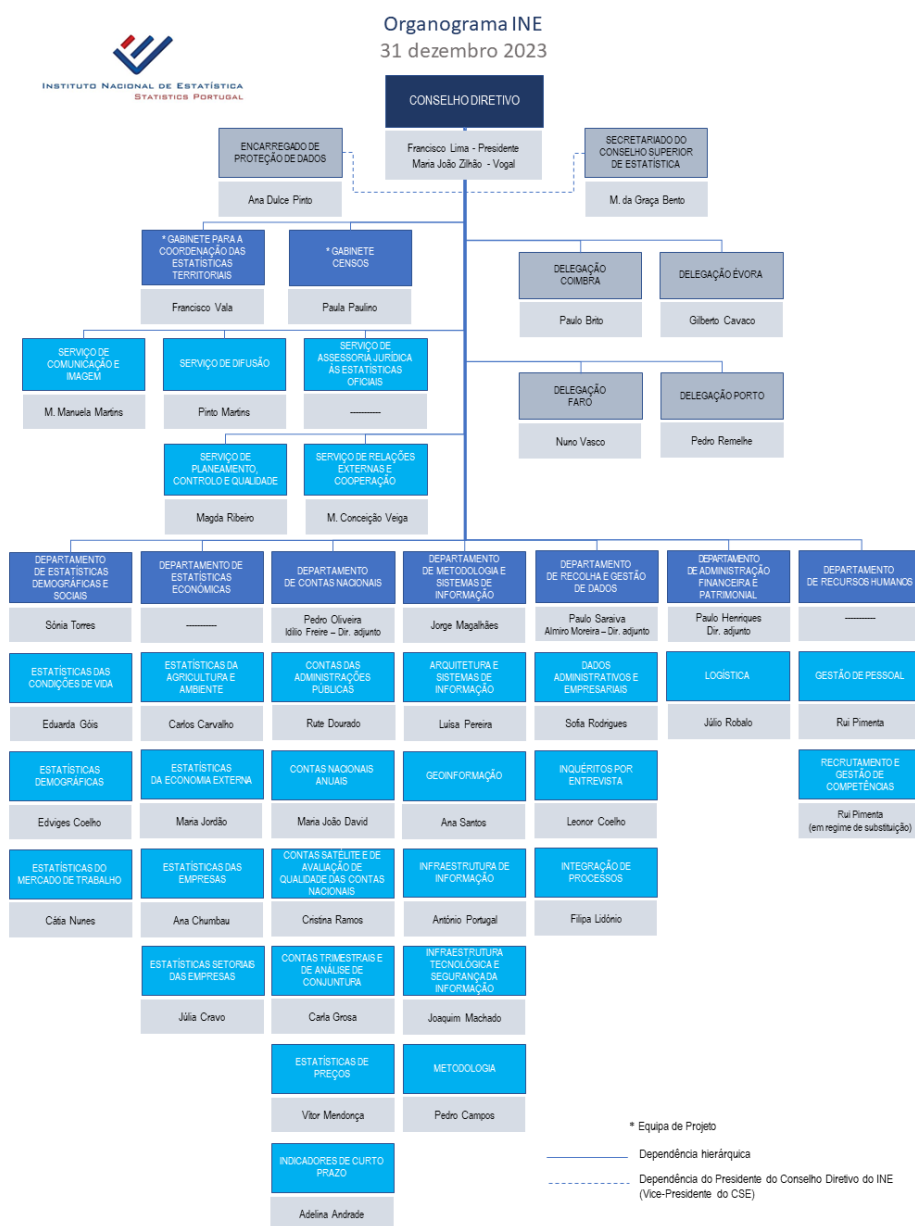 Organograma INE
31 dezembro 2023
INSTITUTO NACIONAL DE ESTATÍSTICA
STATISTICS PORTUGAL
CONSELHO DIRETIVO
Francisco Lima - Presidente
Maria João Zilhão - Vogal
ENCARREGADO DE
PROTEÇÃO DE DADOS
Ana Dulce Pinto
SECRETARIADO DO
CONSELHO SUPERIOR
DE ESTATÍSTICA
M. da Graça Bento
* GABINETE PARA A
COORDENAÇÃO DAS
ESTATÍSTICAS
TERRITORIAIS
Francisco Vala
* GABINETE
CENSOS
Paula Paulino
DELEGAÇÃO
COIMBRA
Paulo Brito
DELEGAÇÃO ÉVORA
Gilberto Cavaco
SERVIÇO DE
COMUNICAÇÃO E
IMAGEM
M. Manuela Martins
SERVIÇO DE DIFUSÃO
Pinto Martins
SERVIÇO DE
ASSESSORIA JURÍDICA
ÀS ESTATÍSTICAS
OFICIAIS
------------
DELEGAÇÃO
FARO
Nuno Vasco
DELEGAÇÃO PORTO
Pedro Remelhe
SERVIÇO DE
PLANEAMENTO,
CONTROLO E QUALIDADE
Magda Ribeiro
SERVIÇO DE RELAÇÕES
EXTERNAS E
COOPERAÇÃO
M. Conceição Veiga
DEPARTAMENTO
DE ESTATÍSTICAS
DEMOGRÁFICAS E
SOCIAIS
Sónia Torres
ESTATÍSTICAS DAS
CONDIÇÕES DE VIDA
Eduarda Góis
ESTATÍSTICAS
DEMOGRÁFICAS
Edviges Coelho
ESTATÍSTICAS DO
MERCADO DE TRABALHO
Cátia Nunes
DEPARTAMENTO DE
ESTATÍSTICAS
ECONÓMICAS
------------
ESTATÍSTICAS DA
AGRICULTURA E
AMBIENTE
Carlos Carvalho
ESTATÍSTICAS
DA ECONOMIA EXTERNA
Maria Jordão
ESTATÍSTICAS DAS
EMPRESAS
Ana Chumbau
ESTATÍSTICAS SETORIAIS
DAS EMPRESAS
Júlia Cravo
DEPARTAMENTO
DE CONTAS NACIONAIS
Pedro Oliveira
Idílio Freire – Dir. adjunto
CONTAS DAS
ADMINISTRAÇÕES
PÚBLICAS
Rute Dourado
CONTAS NACIONAIS
ANUAIS
Maria João David
CONTAS SATÉLITE E DE
AVALIAÇÃO DE
QUALIDADE DAS CONTAS
NACIONAIS
Cristina Ramos
CONTAS TRIMESTRAIS E
DE ANÁLISE DE
CONJUNTURA
Carla Grosa
ESTATÍSTICAS DE
PREÇOS
Vítor Mendonça
INDICADORES DE CURTO
PRAZO
Adelina Andrade
DEPARTAMENTO
DE METODOLOGIA E
SISTEMAS DE
INFORMAÇÃO
Jorge Magalhães
ARQUITETURA E
SISTEMAS DE
INFORMAÇÃO
Luísa Pereira
GEOINFORMAÇÃO
Ana Santos
INFRAESTRUTURA DE
INFORMAÇÃO
António Portugal
INFRAESTRUTURA
TECNOLÓGICA E
SEGURANÇA DA
INFORMAÇÃO
Joaquim Machado
METODOLOGIA
Pedro Campos
DEPARTAMENTO
DE RECOLHA E GESTÃO
DE DADOS
Paulo Saraiva
Almiro Moreira – Dir. adjunto
DADOS
ADMINISTRATIVOS E
EMPRESARIAIS
Sofia Rodrigues
INQUÉRITOS POR
ENTREVISTA
Leonor Coelho
INTEGRAÇÃO DE
PROCESSOS
Filipa Lidónio
DEPARTAMENTO
DE ADMINISTRAÇÃO
FINANCEIRA E
PATRIMONIAL
Paulo Henriques
Dir. adjunto
LOGÍSTICA
Júlio Robalo
DEPARTAMENTO
DE RECURSOS HUMANOS
------------
GESTÃO DE PESSOAL
Rui Pimenta
RECRUTAMENTO E
GESTÃO DE
COMPETÊNCIAS
Rui Pimenta
(em regime de substituição)
* Equipa de Projeto
Dependência hierárquica
Dependência do Presidente do Conselho Diretivo do INE
(Vice-Presidente do CSE)